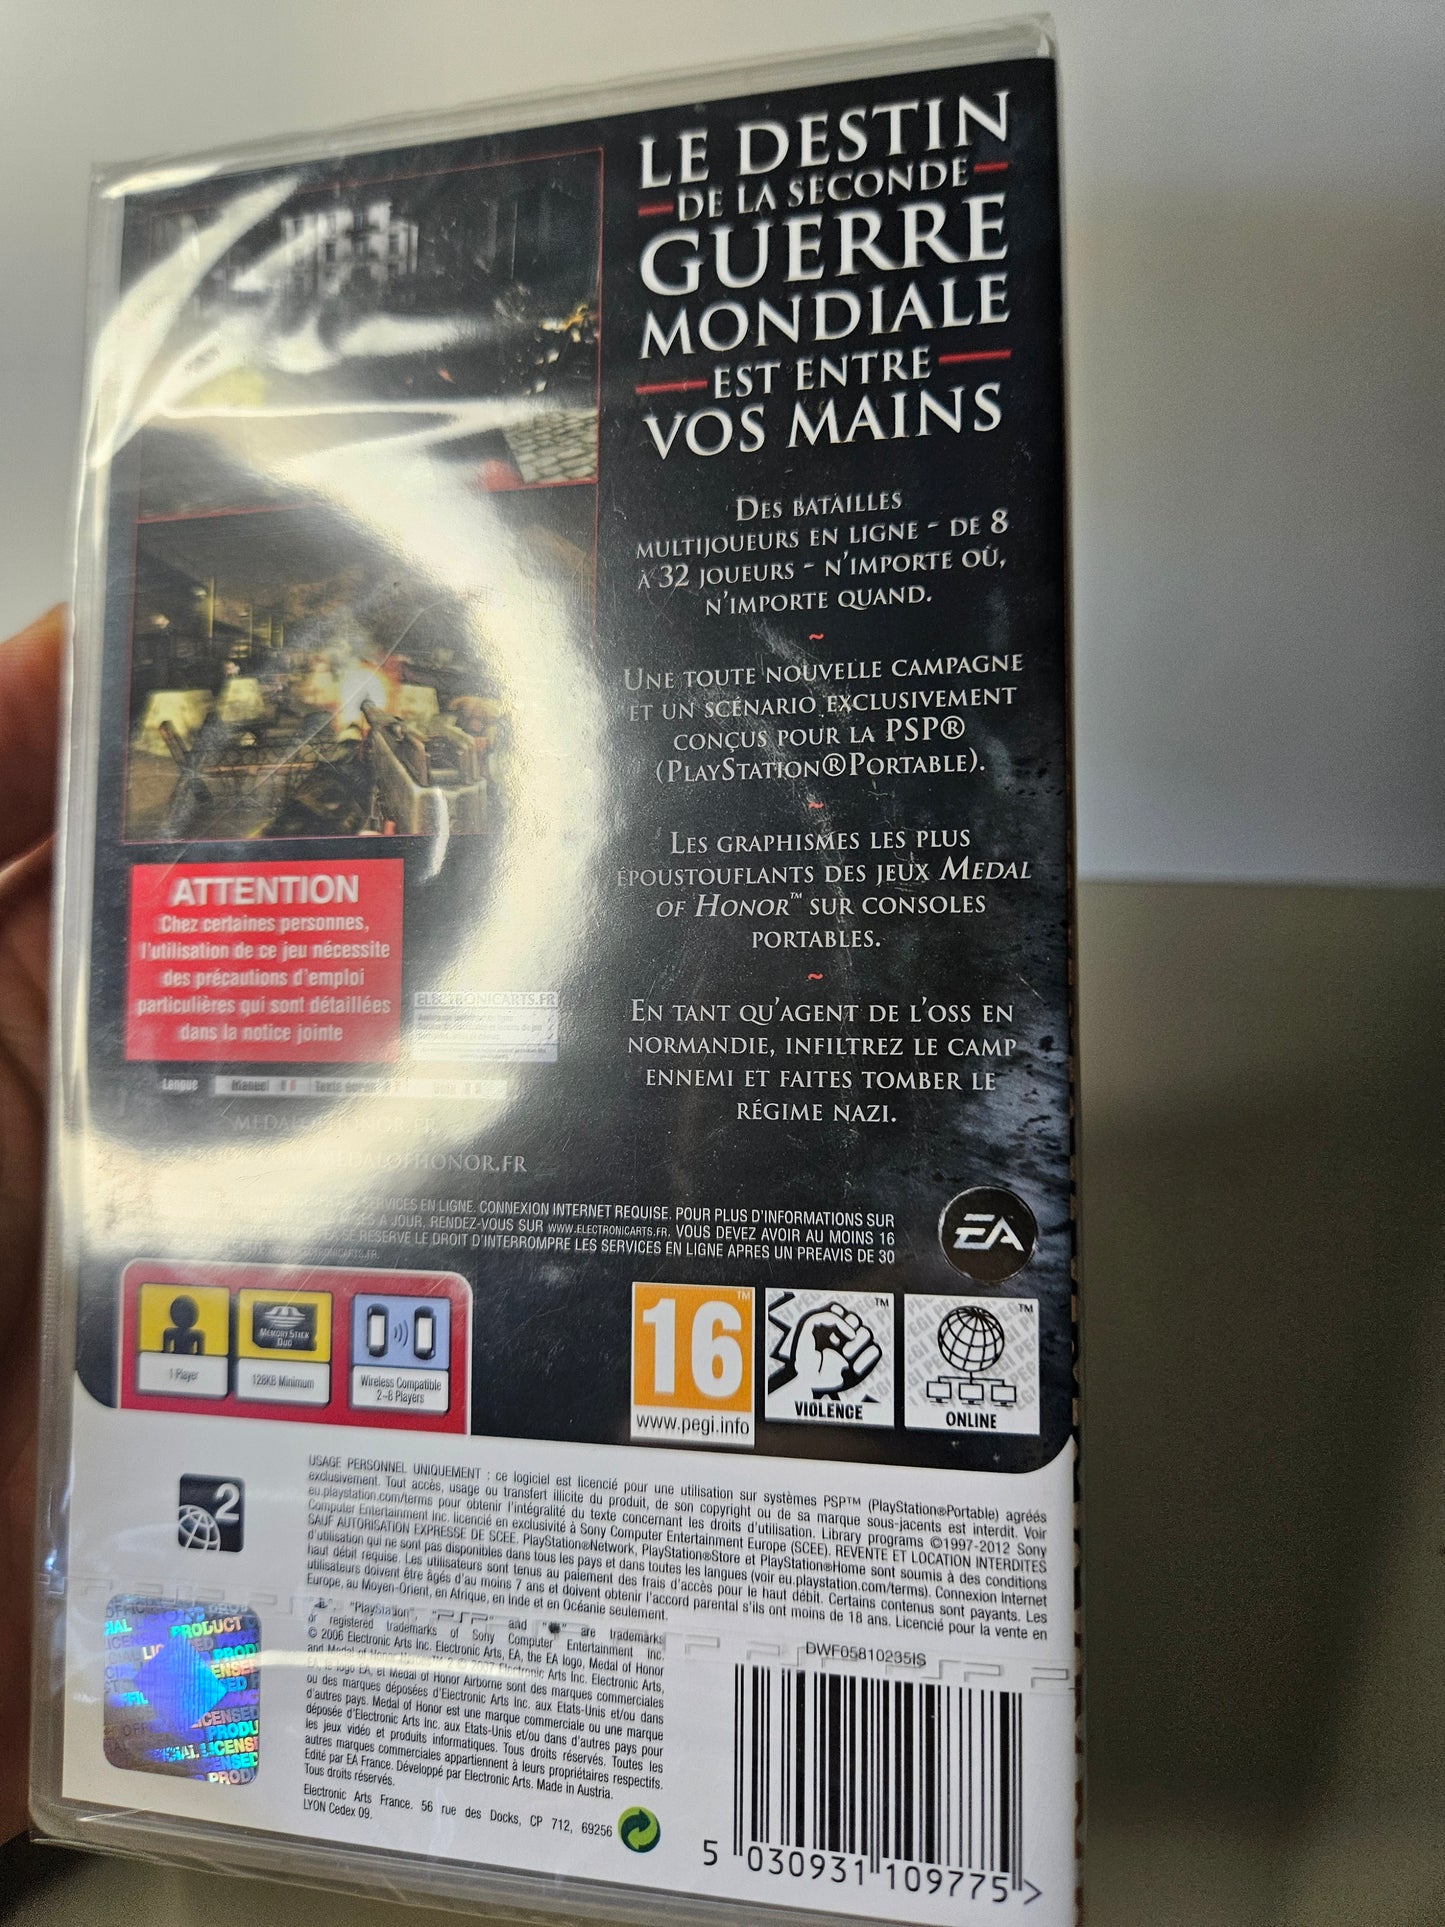 LE DESTIN
DE LA SECONDE
GUERRE
MONDIALE
EST ENTRE
VOS MAINS
DES BATAILLES
MULTIJOUEURS EN LIGNE - DE 8
À 32 JOUEURS - N'IMPORTE OÙ,
N'IMPORTE QUAND.
~
UNE TOUTE NOUVELLE CAMPAGNE
ET UN SCÉNARIO EXCLUSIVEMENT
CONÇUS POUR LA PSP®
(PLAYSTATION®PORTABLE).
~
LES GRAPHISMES LES PLUS
ÉPOUSTOUFLANTS DES JEUX MEDAL
OF HONOR™ SUR CONSOLES
PORTABLES.
~
EN TANT QU'AGENT DE L'OSS EN
NORMANDIE, INFILTREZ LE CAMP
ENNEMI ET FAITES TOMBER LE
RÉGIME NAZI.
ATTENTION
Chez certaines personnes,
l'utilisation de ce jeu nécessite
des précautions d'emploi
particulières qui sont détaillées
dans la notice jointe
ELECTRONICARTS.FR
Langue Manuel
MEDALOFHONOR.FR
MEDALOFHONOR.FR
SERVICES EN LIGNE. CONNEXION INTERNET REQUISE. POUR PLUS D'INFORMATIONS SUR
À JOUR, RENDEZ-VOUS SUR WWW.ELECTRONICARTS.FR. VOUS DEVEZ AVOIR AU MOINS 16
SE RESERVE LE DROIT D'INTERROMPRE LES SERVICES EN LIGNE APRES UN PREAVIS DE 30
EA
1 Player
MEMORY STICK
DUO
128KB Minimum
Wireless Compatible
2-8 Players
16
™
www.pegi.info
™
VIOLENCE
™
ONLINE
2
USAGE PERSONNEL UNIQUEMENT : ce logiciel est licencié pour une utilisation sur systèmes PSP™ (PlayStation®Portable) agréés
exclusivement. Tout accès, usage ou transfert illicite du produit, de son copyright ou de sa marque sous-jacents est interdit. Voir
eu.playstation.com/terms pour obtenir l'intégralité du texte concernant les droits d'utilisation. Library programs ©1997-2012 Sony
Computer Entertainment Inc. licencié en exclusivité à Sony Computer Entertainment Europe (SCEE). REVENTE ET LOCATION INTERDITES
SAUF AUTORISATION EXPRESSE DE SCEE. PlayStation®Network, PlayStation®Store et PlayStation®Home sont soumis à des conditions
d'utilisation qui ne sont pas disponibles dans tous les pays et dans toutes les langues (voir eu.playstation.com/terms). Connexion Internet
haut débit requise. Les utilisateurs sont tenus au paiement des frais d'accès pour le haut débit. Certains contenus sont payants. Les
utilisateurs doivent être âgés d'au moins 7 ans et doivent obtenir l'accord parental s'ils ont moins de 18 ans. Licencié pour la vente en
Europe, au Moyen-Orient, en Afrique, en Inde et en Océanie seulement.
"PlayStation", and are trademarks
or registered trademarks of Sony Computer Entertainment Inc.
© 2006 Electronic Arts Inc. Electronic Arts, EA, the EA logo, Medal of Honor
and Medal of Honor © 2007 Electronic Arts Inc. Electronic Arts,
EA, le logo EA, et Medal of Honor Airborne sont des marques commerciales
ou des marques déposées d'Electronic Arts Inc. aux Etats-Unis et/ou dans
d'autres pays. Medal of Honor est une marque commerciale ou une marque
déposée d'Electronic Arts Inc. aux Etats-Unis et/ou dans d'autres pays pour
les jeux vidéo et produits informatiques. Tous droits réservés. Toutes les
autres marques commerciales appartiennent à leurs propriétaires respectifs.
Edité par EA France. Développé par Electronic Arts. Made in Austria.
Tous droits réservés.
Electronic Arts France. 56 rue des Docks, CP 712, 69256
LYON Cedex 09.
DWF05810235IS
5 030931 109775 >